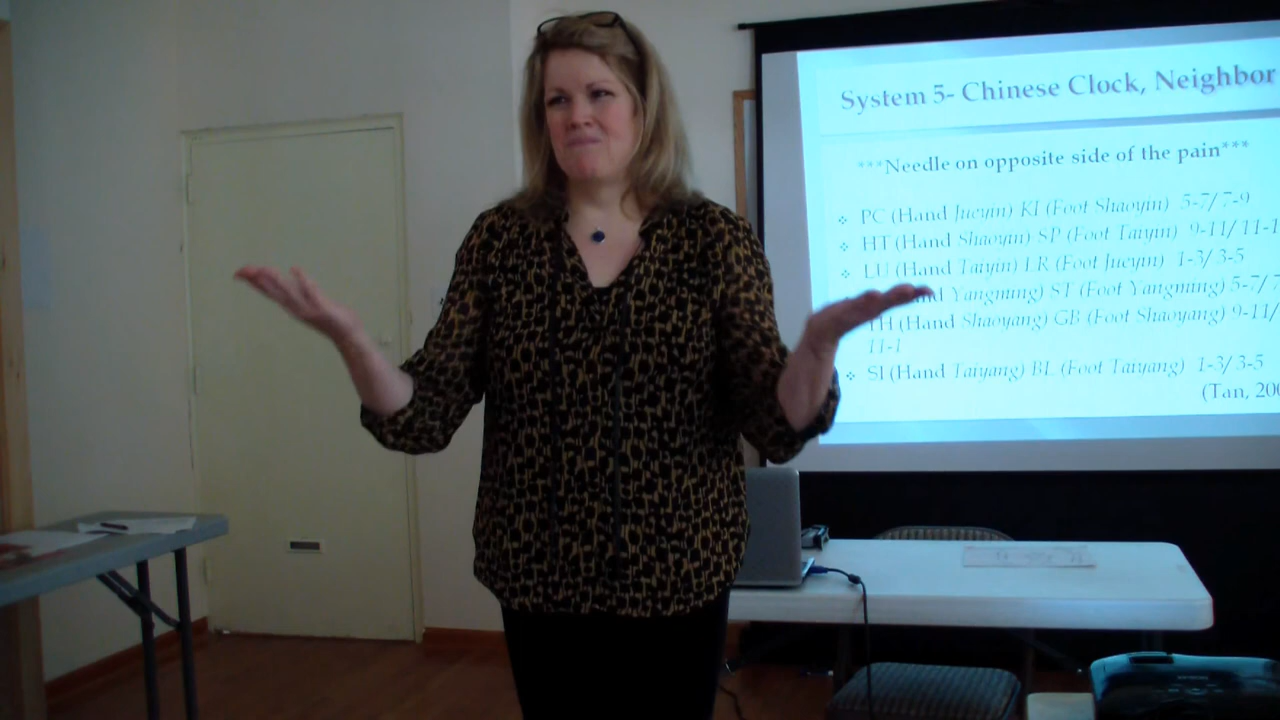 System 5- Chinese Clock, Neighbor
***Needle on opposite side of the pain***
PC (Hand Jueyin) KI (Foot Shaoyin) 5-7/ 7-9
HT (Hand Shaoyin) SP (Foot Taiyin) 9-11/ 11-1
LU (Hand Taiyin) LR (Foot Jueyin) 1-3/ 3-5
Yangming) ST (Foot Yangming) 5-7/ 7
TH (Hand Shaoyang) GB (Foot Shaoyang) 9-11/
11-1
SI (Hand Taiyang) BL (Foot Taiyang) 1-3/ 3-5
(Tan, 200